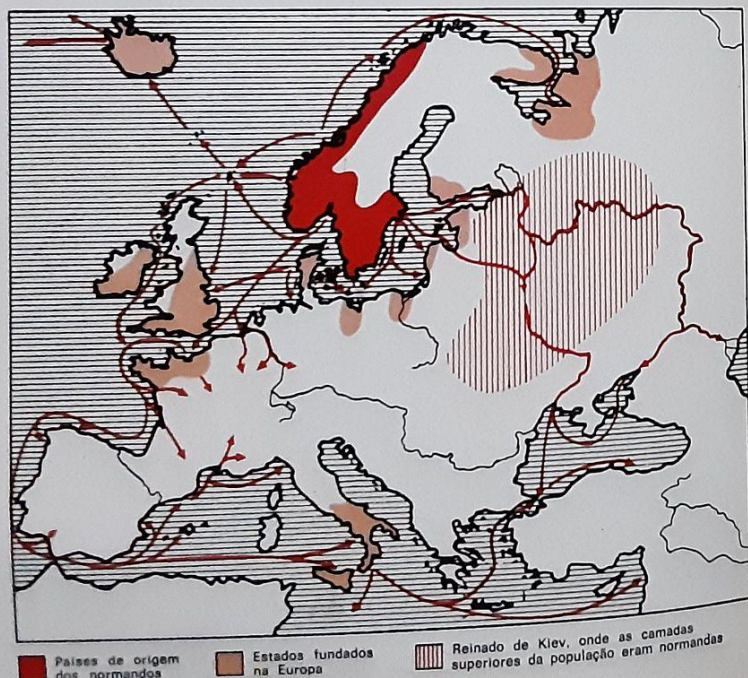 Países de origem
dos normandos
Estados fundados
na Europa
Reinado de Kiev, onde as camadas
superiores da população eram normandas